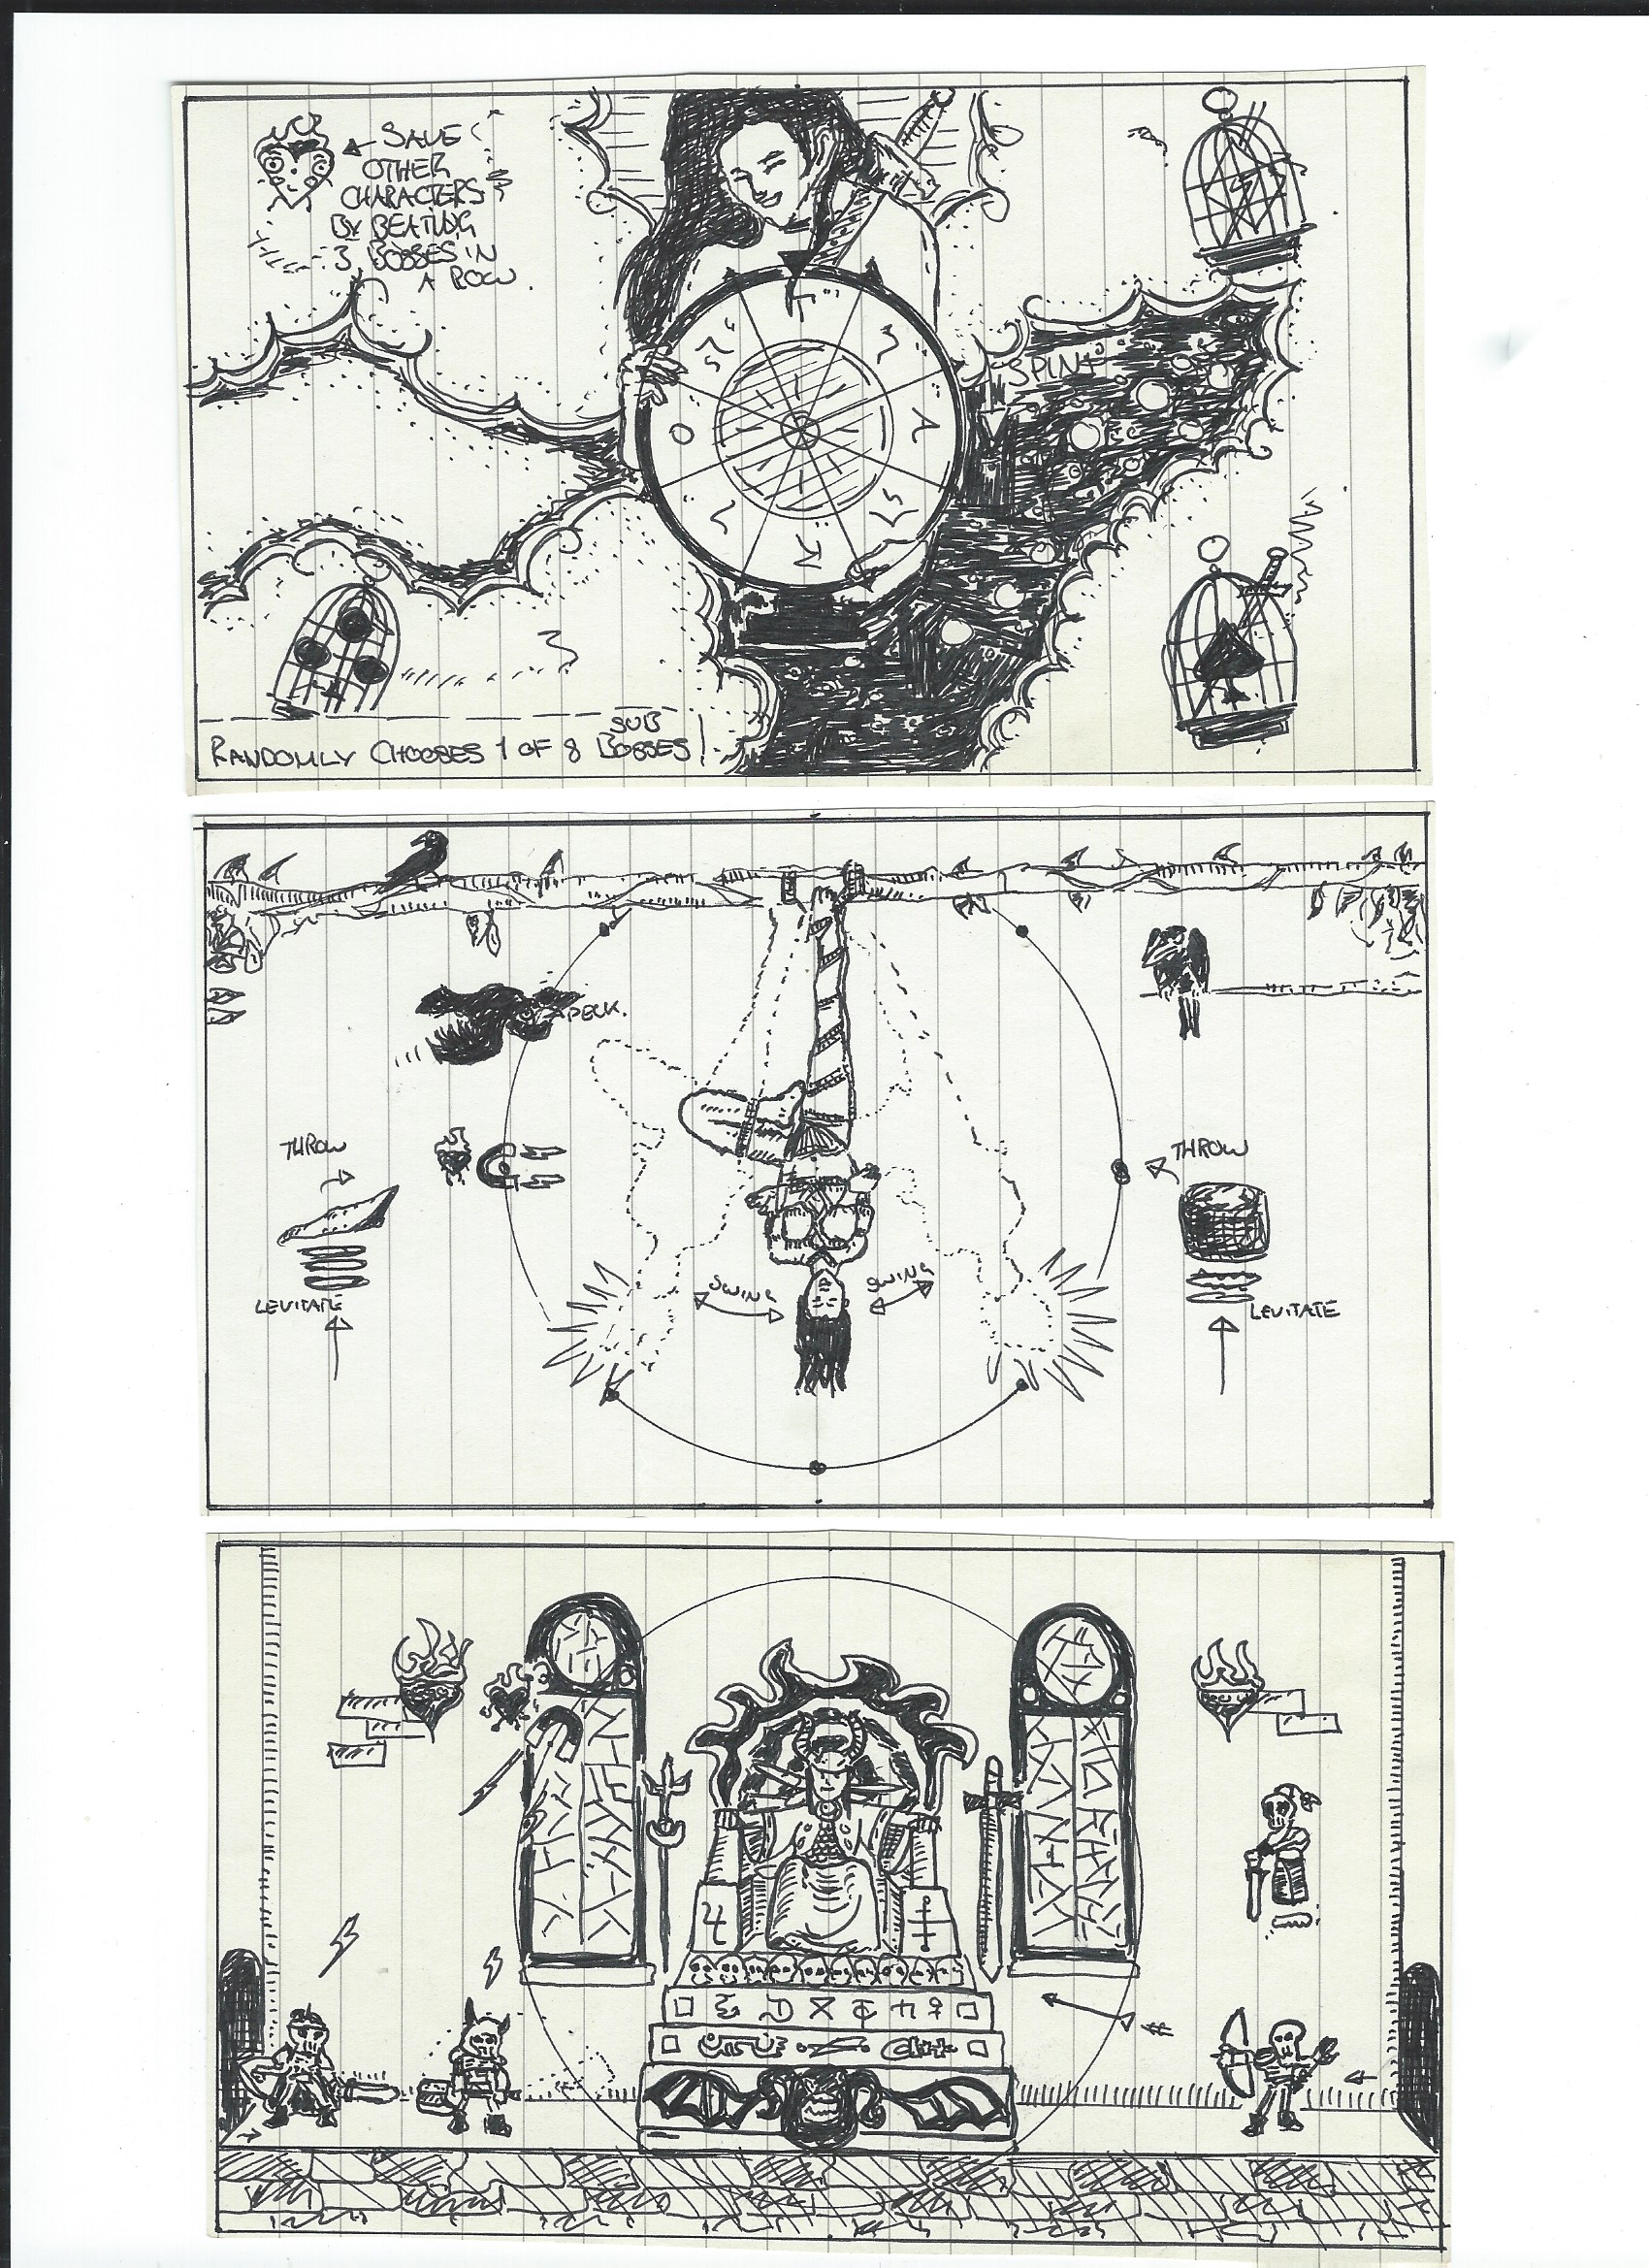 SAVE
OTHER
CHARACTERS
BY BEATING
3 BOSSES IN
A ROW.
SPIN
SUB
RANDOMLY CHOOSES 1 OF 8 BOSSES
PECK.
THROW
THROW
LEVITATE
SWING
SWING
LEVITATE